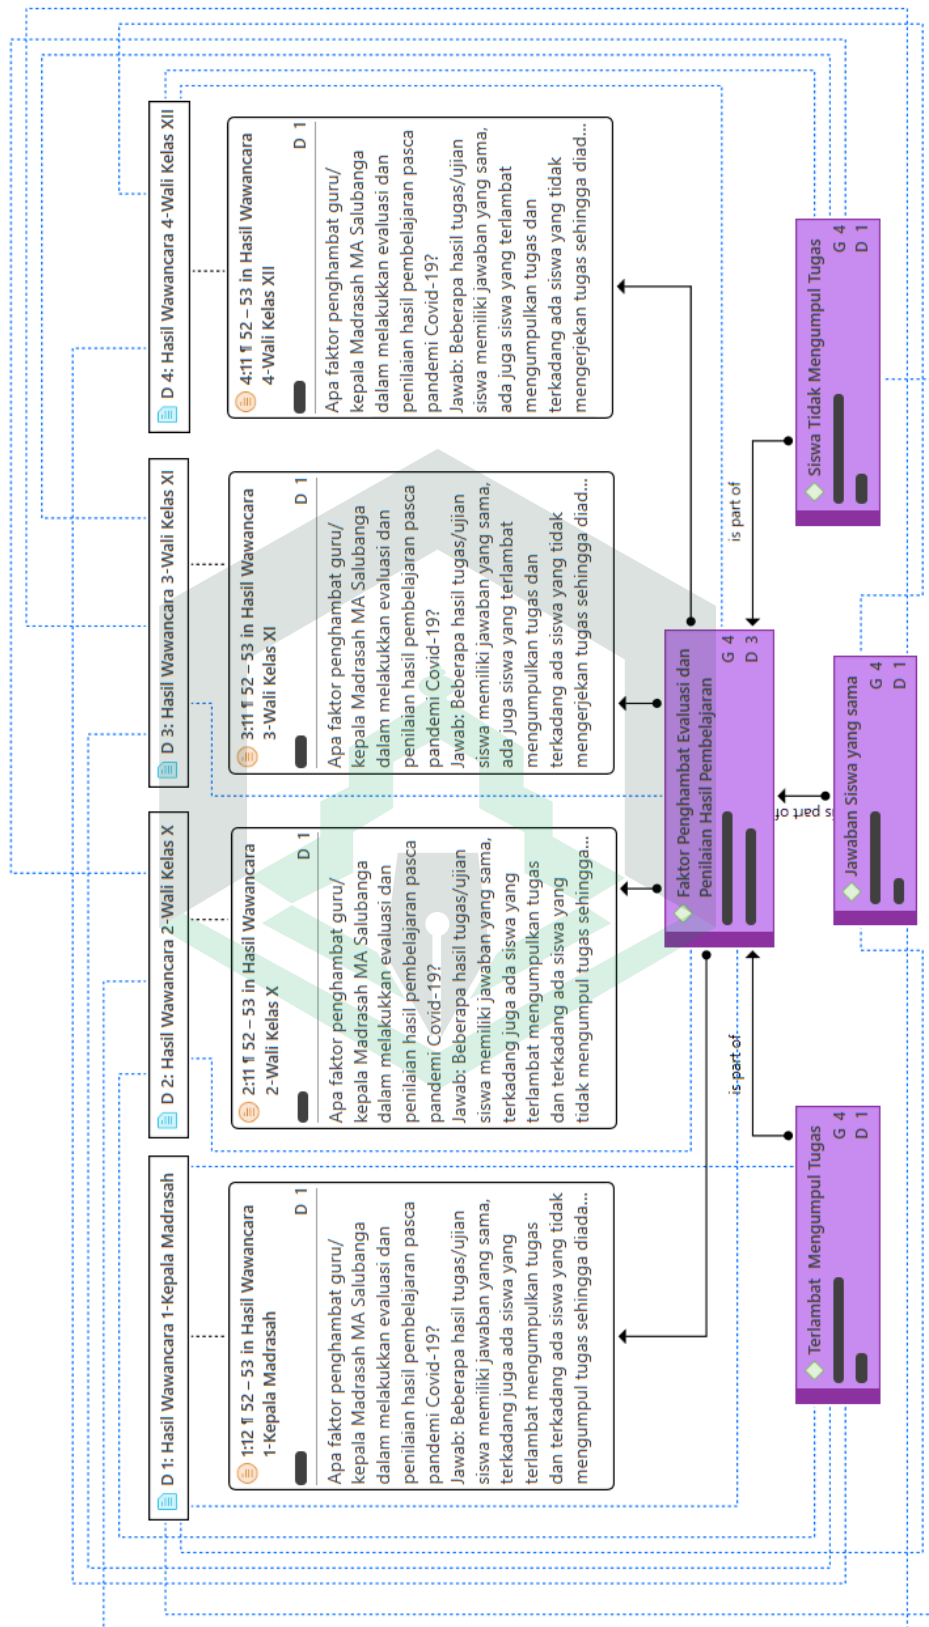 D 1: Hasil Wawancara 1-Kepala Madrasah
D 2: Hasil Wawancara 2-Wali Kelas X
D 3: Hasil Wawancara 3-Wali Kelas XI
D 4: Hasil Wawancara 4-Wali Kelas XII
1:12 ¶ 52 – 53 in Hasil Wawancara
1-Kepala Madrasah
D 1
Apa faktor penghambat guru/
kepala Madrasah MA Salubanga
dalam melakukkan evaluasi dan
penilaian hasil pembelajaran pasca
pandemi Covid-19?
Jawab: Beberapa hasil tugas/ujian
siswa memiliki jawaban yang sama,
terkadang juga ada siswa yang
terlambat mengumpulkan tugas
dan terkadang ada siswa yang tidak
mengumpul tugas sehingga diada...
2:11 ¶ 52 – 53 in Hasil Wawancara
2-Wali Kelas X
D 1
Apa faktor penghambat guru/
kepala Madrasah MA Salubanga
dalam melakukkan evaluasi dan
penilaian hasil pembelajaran pasca
pandemi Covid-19?
Jawab: Beberapa hasil tugas/ujian
siswa memiliki jawaban yang sama,
terkadang juga ada siswa yang
terlambat mengumpulkan tugas
dan terkadang ada siswa yang
tidak mengumpul tugas sehingga...
3:11 ¶ 52 – 53 in Hasil Wawancara
3-Wali Kelas XI
D 1
Apa faktor penghambat guru/
kepala Madrasah MA Salubanga
dalam melakukkan evaluasi dan
penilaian hasil pembelajaran pasca
pandemi Covid-19?
Jawab: Beberapa hasil tugas/ujian
siswa memiliki jawaban yang sama,
ada juga siswa yang terlambat
mengumpulkan tugas dan
terkadang ada siswa yang tidak
mengerjekan tugas sehingga diad...
4:11 ¶ 52 – 53 in Hasil Wawancara
4-Wali Kelas XII
D 1
Apa faktor penghambat guru/
kepala Madrasah MA Salubanga
dalam melakukkan evaluasi dan
penilaian hasil pembelajaran pasca
pandemi Covid-19?
Jawab: Beberapa hasil tugas/ujian
siswa memiliki jawaban yang sama,
ada juga siswa yang terlambat
mengumpulkan tugas dan
terkadang ada siswa yang tidak
mengerjekan tugas sehingga diad...
Faktor Penghambat Evaluasi dan
Penilaian Hasil Pembelajaran
G 4
D 3
is part of
is part of
is part of
Terlambat Mengumpul Tugas
G 4
D 1
Jawaban Siswa yang sama
G 4
D 1
Siswa Tidak Mengumpul Tugas
G 4
D 1